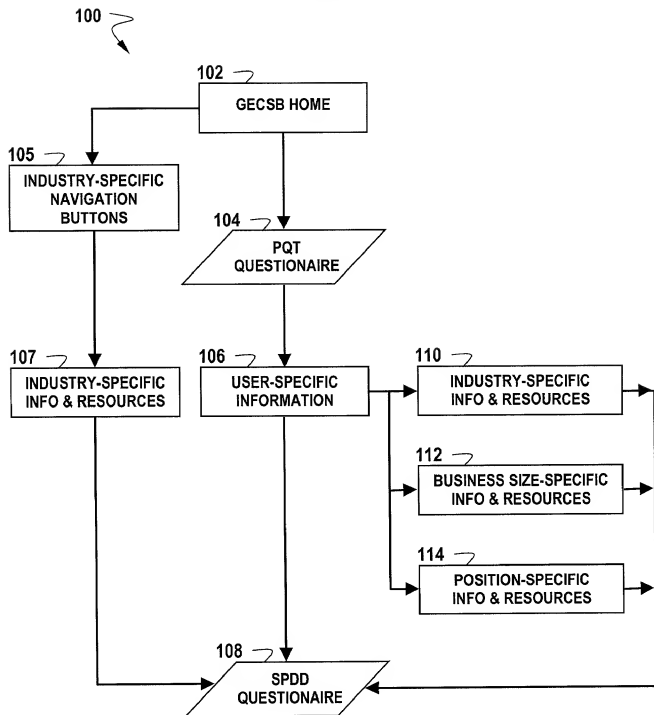 100
102
GECSB HOME
105
INDUSTRY-SPECIFIC
NAVIGATION
BUTTONS
104
PQT
QUESTIONAIRE
107
INDUSTRY-SPECIFIC
INFO & RESOURCES
106
USER-SPECIFIC
INFORMATION
110
INDUSTRY-SPECIFIC
INFO & RESOURCES
112
BUSINESS SIZE-SPECIFIC
INFO & RESOURCES
114
POSITION-SPECIFIC
INFO & RESOURCES
108
SPDD
QUESTIONAIRE